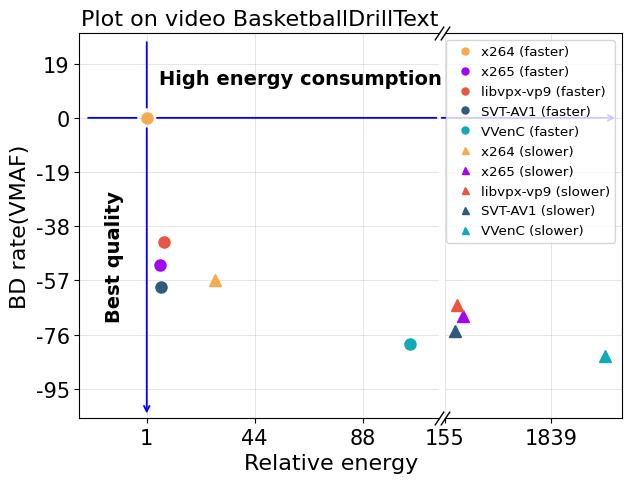 Plot on video BasketballDrillText
x264 (faster)
x265 (faster)
libvpx-vp9 (faster)
SVT-AV1 (faster)
VVenC (faster)
x264 (slower)
x265 (slower)
libvpx-vp9 (slower)
SVT-AV1 (slower)
VVenC (slower)
High energy consumption
Best quality
BD rate(VMAF)
19
0
-19
-38
-57
-76
-95
1 44 88 155 1839
Relative energy